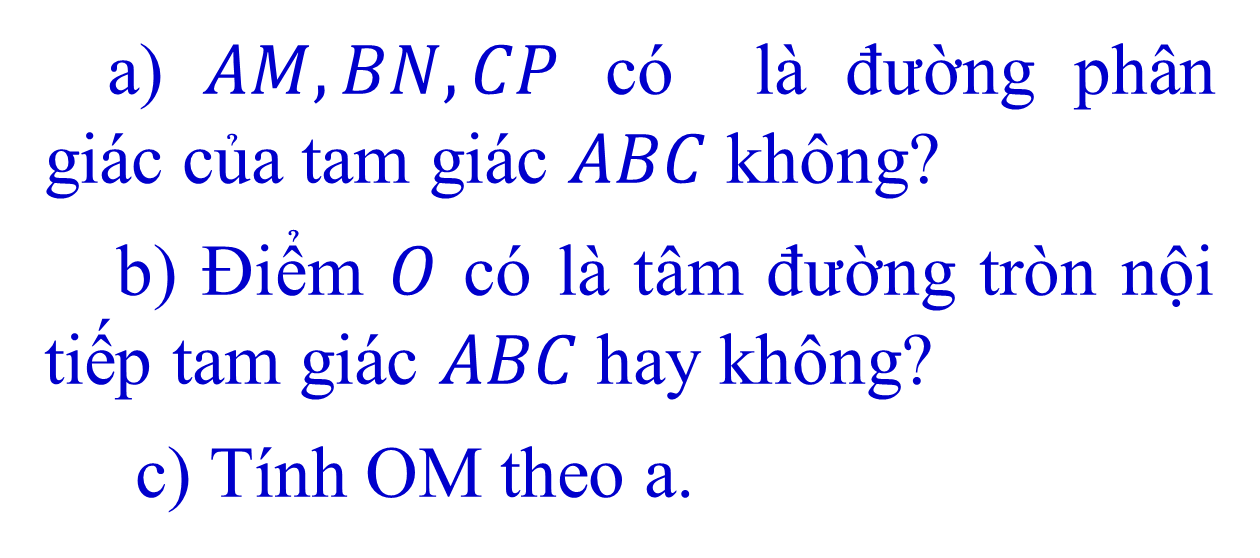 a) AM, BN, CP có là đường phân
giác của tam giác ABC không?
b) Điểm O có là tâm đường tròn nội
tiếp tam giác ABC hay không?
c) Tính OM theo a.